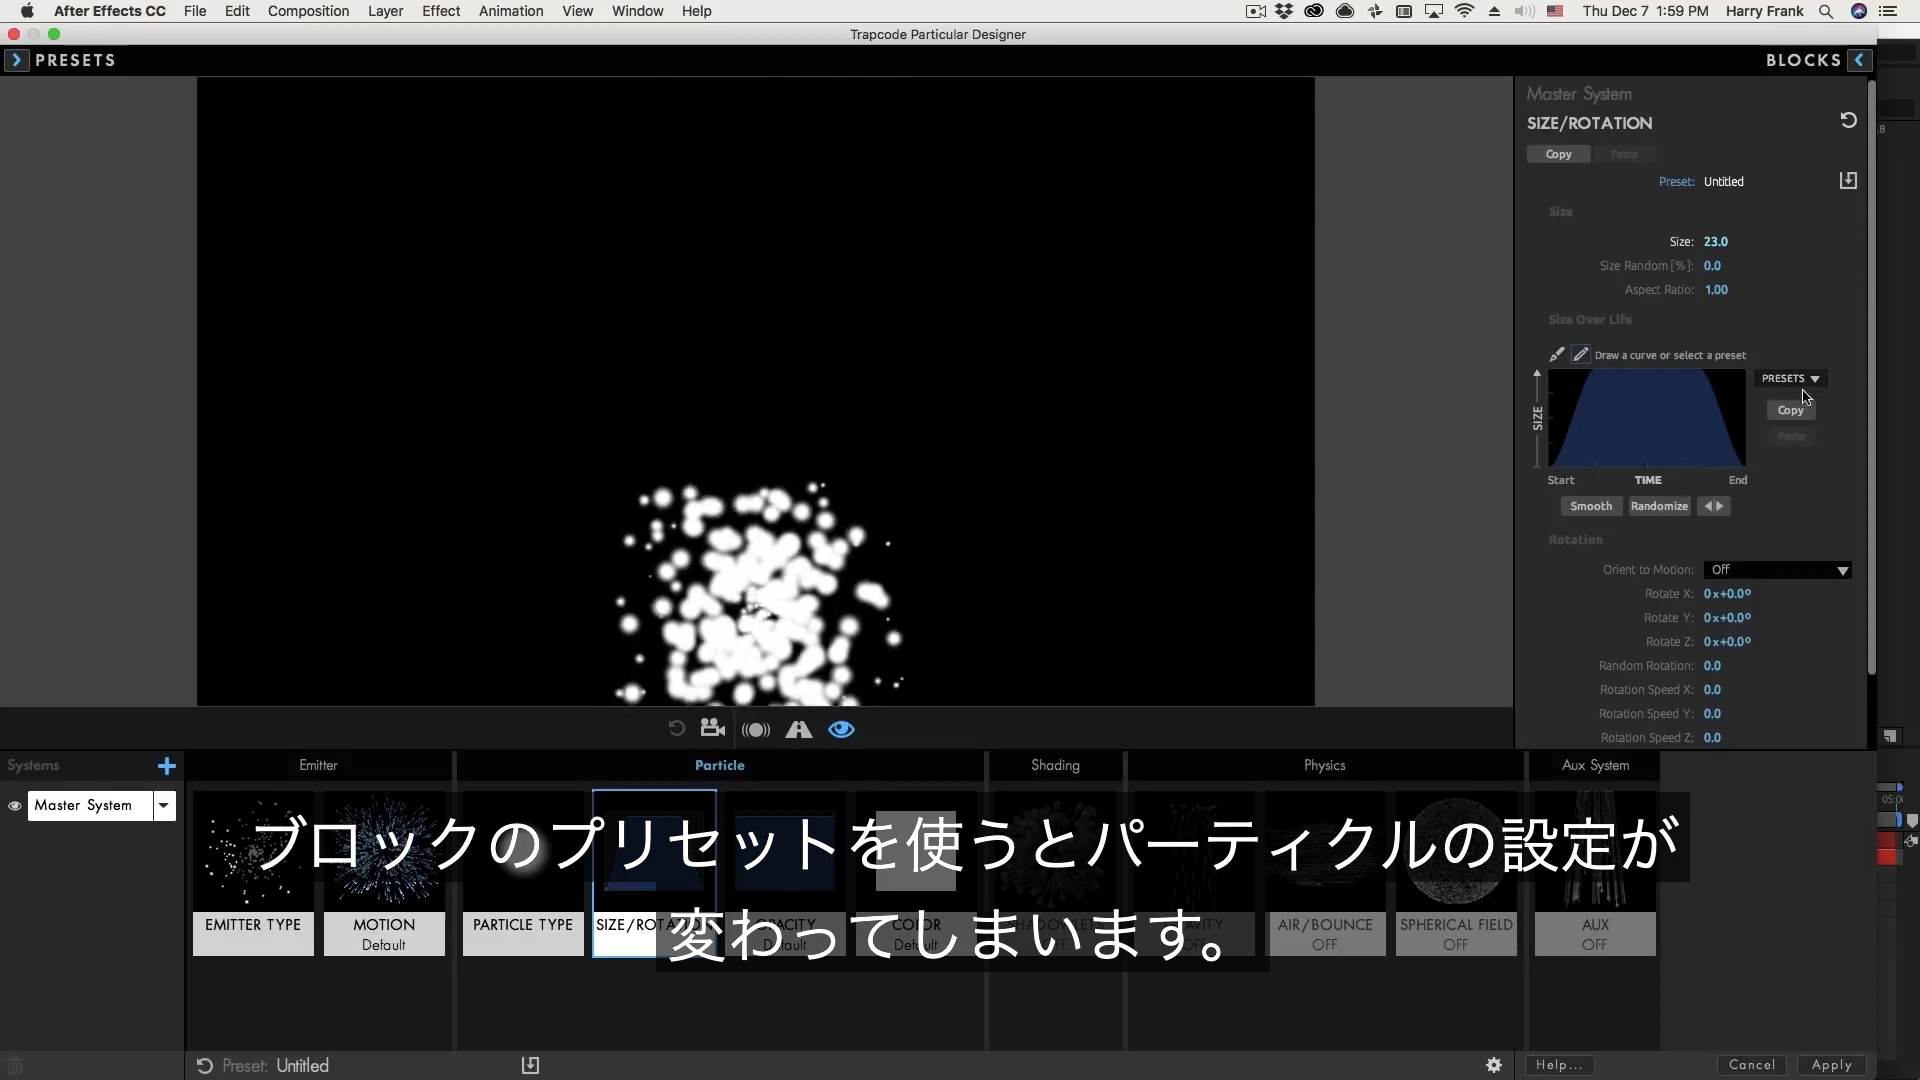 After Effects CC File Edit Composition Layer Effect Animation View Window Help Thu Dec 7 1:59 PM Harry Frank
Trapcode Particular Designer
PRESETS
BLOCKS
Master System
SIZE/ROTATION
Copy Paste
Preset: Untitled
Size
Size: 23.0
Size Random [%]: 0.0
Aspect Ratio: 1.00
Size Over Life
Draw a curve or select a preset
PRESETS
Copy
Paste
SIZE
Start TIME End
Smooth Randomize
Rotation
Orient to Motion: Off
Rotate X: 0x+0.0°
Rotate Y: 0x+0.0°
Rotate Z: 0x+0.0°
Random Rotation: 0.0
Rotation Speed X: 0.0
Rotation Speed Y: 0.0
Rotation Speed Z: 0.0
Systems Emitter Particle Shading Physics Aux System
Master System
ブロックのプリセットを使うとパーティクルの設定が
変わってしまいます。
EMITTER TYPE
MOTION
Default
PARTICLE TYPE
SIZE/ROTATION
OPACITY
Default
COLOR
Default
AIR/BOUNCE
OFF
SPHERICAL FIELD
OFF
AUX
OFF
Preset: Untitled
Help... Cancel Apply